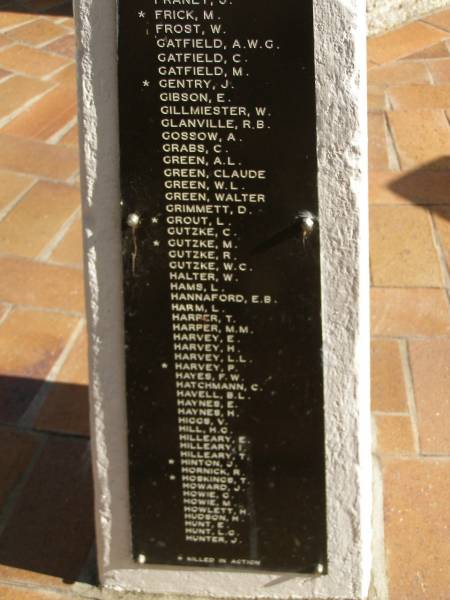 FRANEY, J.
* FRICK, M.
FROST, W.
GATFIELD, A.W.G.
GATFIELD, C.
GATFIELD, M.
* GENTRY, J.
GIBSON, E.
GILLMIESTER, W.
GLANVILLE, R.B.
GOSSOW, A.
GRABS, C.
GREEN, A.L.
GREEN, CLAUDE
GREEN, W.L.
GREEN, WALTER
GRIMMETT, D.
* GROUT, L.
GUTZKE, C.
* GUTZKE, M.
GUTZKE, R.
GUTZKE, W.C.
HALTER, W.
HAMS, L.
HANNAFORD, E.B.
HARM, L.
HARPER, T.
HARPER, M.M.
HARVEY, E.
HARVEY, H.
HARVEY, L.L.
* HARVEY, P.
HAYES, F.W.
HATCHMANN, C.
HAVELL, B.L.
HAYNES, E.
HAYNES, H.
HIGGS, V.
HILL, H.G.
HILLEARY, E.
HILLEARY, E.
HILLEARY, T.
* HINTON, J.
HORNICK, R.
* HOSKINGS, T.
HOWARD, J.
HOWIE, G.
HOWIE, M.
HOWLETT, H.
HUDSON, H.
HUNT, E.
HUNT, L.G.
HUNTER, J.
* KILLED IN ACTION